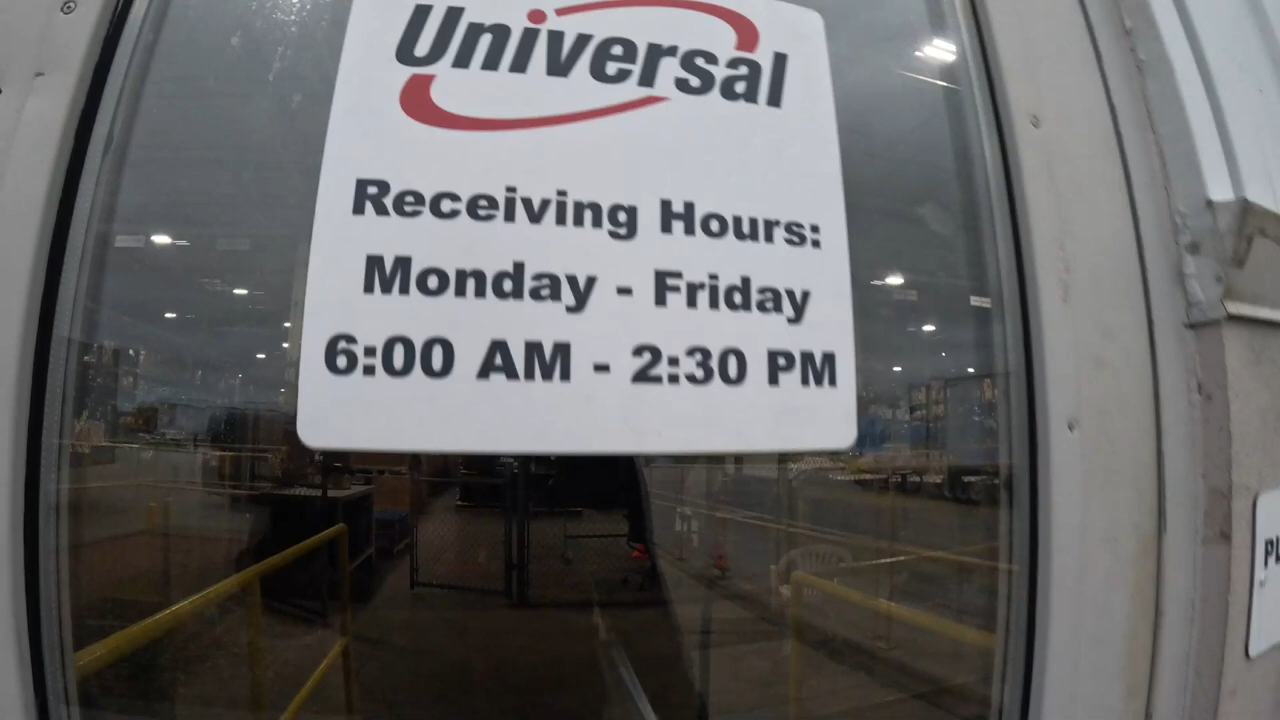 Universal
Receiving Hours:
Monday - Friday
6:00 AM - 2:30 PM